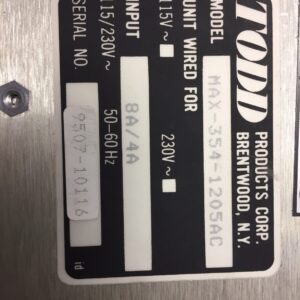 TODD PRODUCTS CORP.
BRENTWOOD, N.Y.
MODEL MAX-354-1205AC
UNIT WIRED FOR
115V~ 230V~
INPUT 8A/4A
115/230V~ 50-60Hz
SERIAL NO. 9507-10116
id